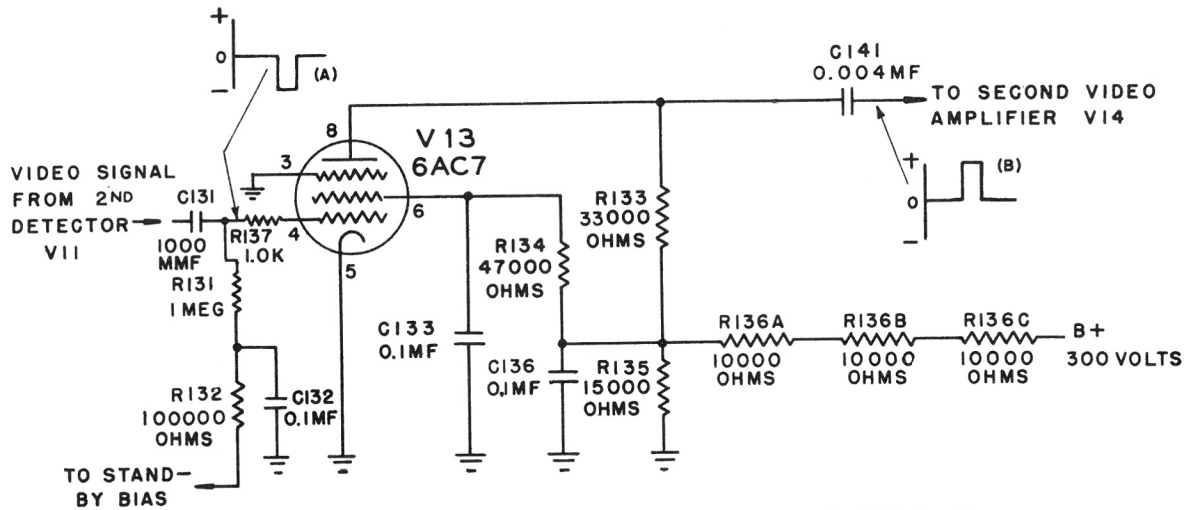 +
0
−
(A)
C141
0.004MF
TO SECOND VIDEO
AMPLIFIER V14
8
V13
6AC7
3
VIDEO SIGNAL
FROM 2ND
DETECTOR
V11
C131
1000
MMF
R137
1.0K
4
6
5
+
0
−
(B)
R133
33000
OHMS
R134
47000
OHMS
R131
1 MEG
C133
0.1MF
R136A
10000
OHMS
R136B
10000
OHMS
R136C
10000
OHMS
B+
300 VOLTS
C136
0.1MF
R135
15000
OHMS
R132
100000
OHMS
C132
0.1MF
TO STAND-
BY BIAS